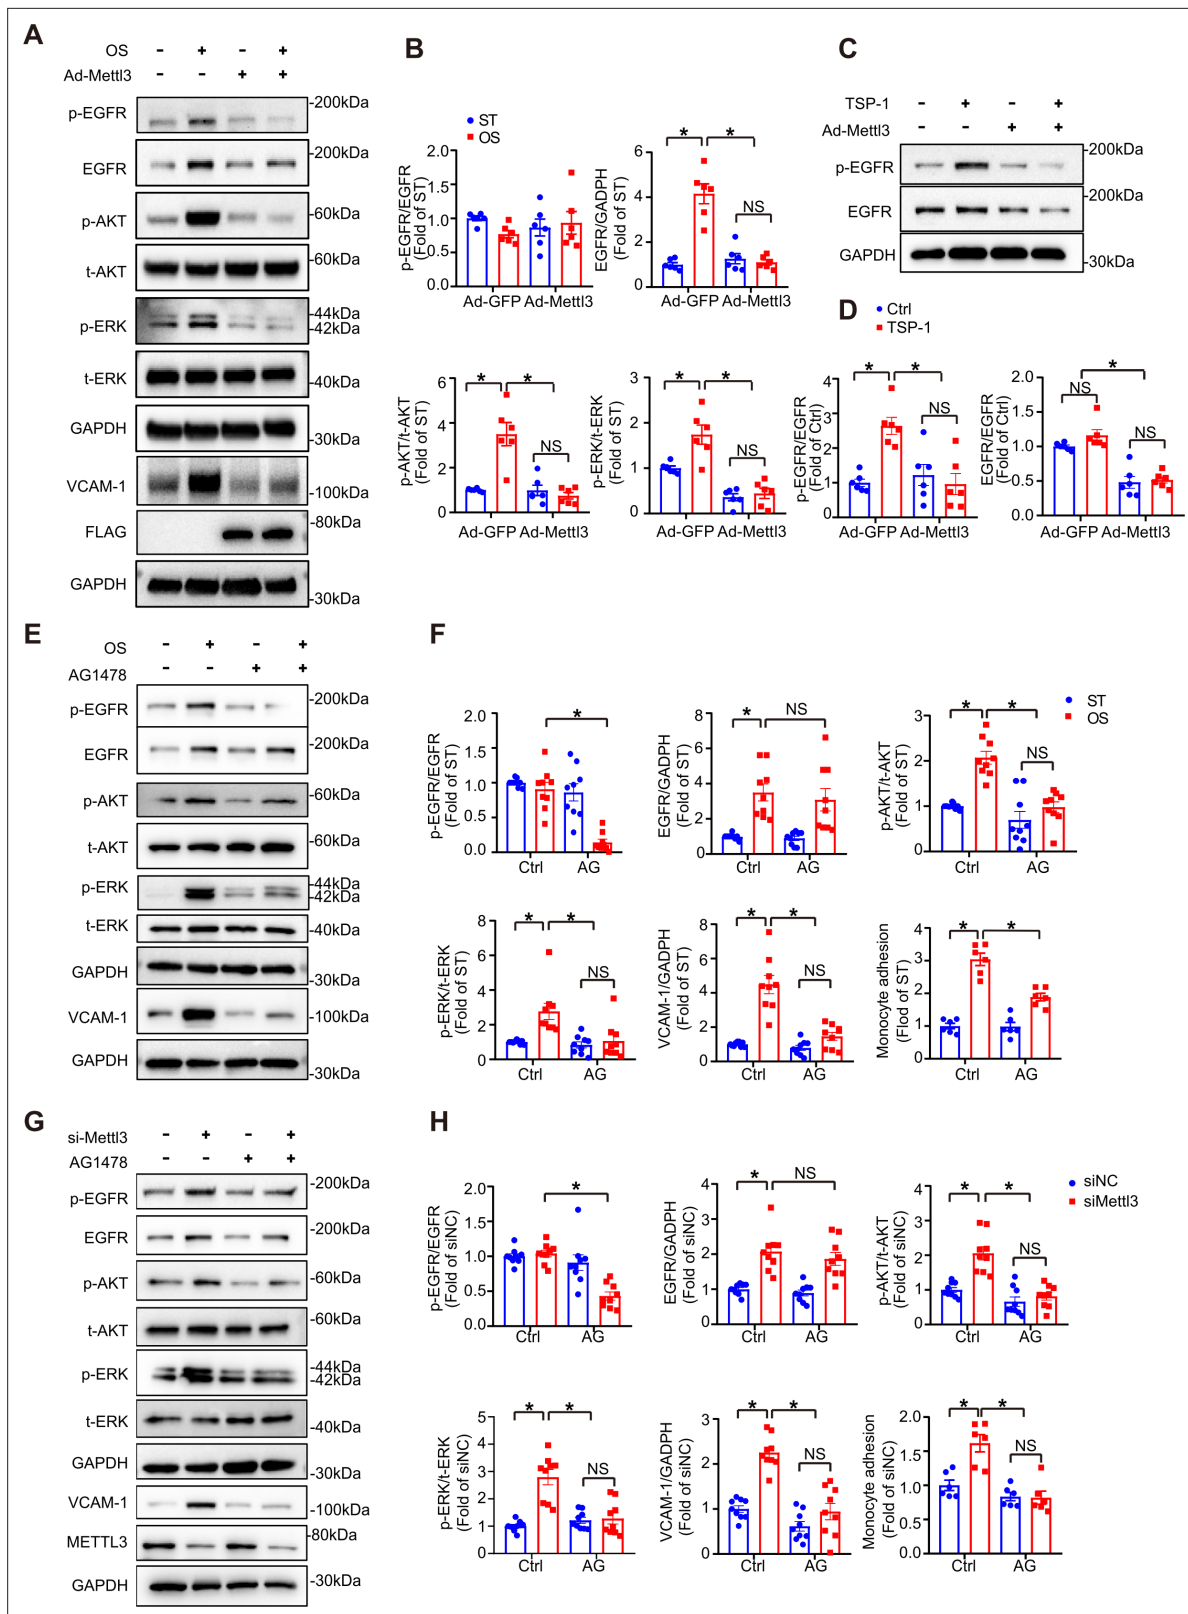 A
OS - + - +
Ad-Mettl3 - - + +
p-EGFR -200kDa
EGFR -200kDa
p-AKT -60kDa
t-AKT -60kDa
p-ERK -44kDa
-42kDa
t-ERK -40kDa
GAPDH -30kDa
VCAM-1 -100kDa
FLAG -80kDa
GAPDH -30kDa
B
ST
OS
p-EGFR/EGFR
(Fold of ST)
2.0
1.5
1.0
0.5
0.0
Ad-GFP Ad-Mettl3
EGFR/GADPH
(Fold of ST)
6
4
2
0
* *
NS
Ad-GFP Ad-Mettl3
p-AKT/t-AKT
(Fold of ST)
6
4
2
0
* *
NS
Ad-GFP Ad-Mettl3
p-ERK/t-ERK
(Fold of ST)
3
2
1
0
* *
NS
Ad-GFP Ad-Mettl3
C
TSP-1 - + - +
Ad-Mettl3 - - + +
p-EGFR -200kDa
EGFR -200kDa
GAPDH -30kDa
D
Ctrl
TSP-1
p-EGFR/EGFR
(Fold of Ctrl)
4
3
2
1
0
* *
NS
Ad-GFP Ad-Mettl3
EGFR/EGFR
(Fold of Ctrl)
2.0
1.5
1.0
0.5
0.0
NS *
NS
Ad-GFP Ad-Mettl3
E
OS - + - +
AG1478 - - + +
p-EGFR -200kDa
EGFR -200kDa
p-AKT -60kDa
t-AKT -60kDa
p-ERK -44kDa
-42kDa
t-ERK -40kDa
GAPDH -30kDa
VCAM-1 -100kDa
GAPDH -30kDa
F
ST
OS
p-EGFR/EGFR
(Fold of ST)
2.0
1.5
1.0
0.5
0.0
*
Ctrl AG
EGFR/GADPH
(Fold of ST)
8
6
4
2
0
* NS
Ctrl AG
p-AKT/t-AKT
(Fold of ST)
3
2
1
0
* *
NS
Ctrl AG
p-ERK/t-ERK
(Fold of ST)
8
6
4
2
0
* *
NS
Ctrl AG
VCAM-1/GADPH
(Fold of ST)
8
6
4
2
0
* *
NS
Ctrl AG
Monocyte adhesion
(Flod of ST)
4
3
2
1
0
* *
Ctrl AG
G
si-Mettl3 - + - +
AG1478 - - + +
p-EGFR -200kDa
EGFR -200kDa
p-AKT -60kDa
t-AKT -60kDa
p-ERK -44kDa
-42kDa
t-ERK -40kDa
GAPDH -30kDa
VCAM-1 -100kDa
METTL3 80kDa
GAPDH -30kDa
H
siNC
siMettl3
p-EGFR/EGFR
(Fold of siNC)
2.0
1.5
1.0
0.5
0.0
*
Ctrl AG
EGFR/GADPH
(Fold of siNC)
4
3
2
1
0
* NS
Ctrl AG
p-AKT/t-AKT
(Fold of siNC)
4
3
2
1
0
* *
NS
Ctrl AG
p-ERK/t-ERK
(Fold of siNC)
5
4
3
2
1
0
* *
NS
Ctrl AG
VCAM-1/GADPH
(Fold of siNC)
3
2
1
0
* *
NS
Ctrl AG
Monocyte adhesion
(Fold of siNC)
2.0
1.5
1.0
0.5
0.0
* *
NS
Ctrl AG